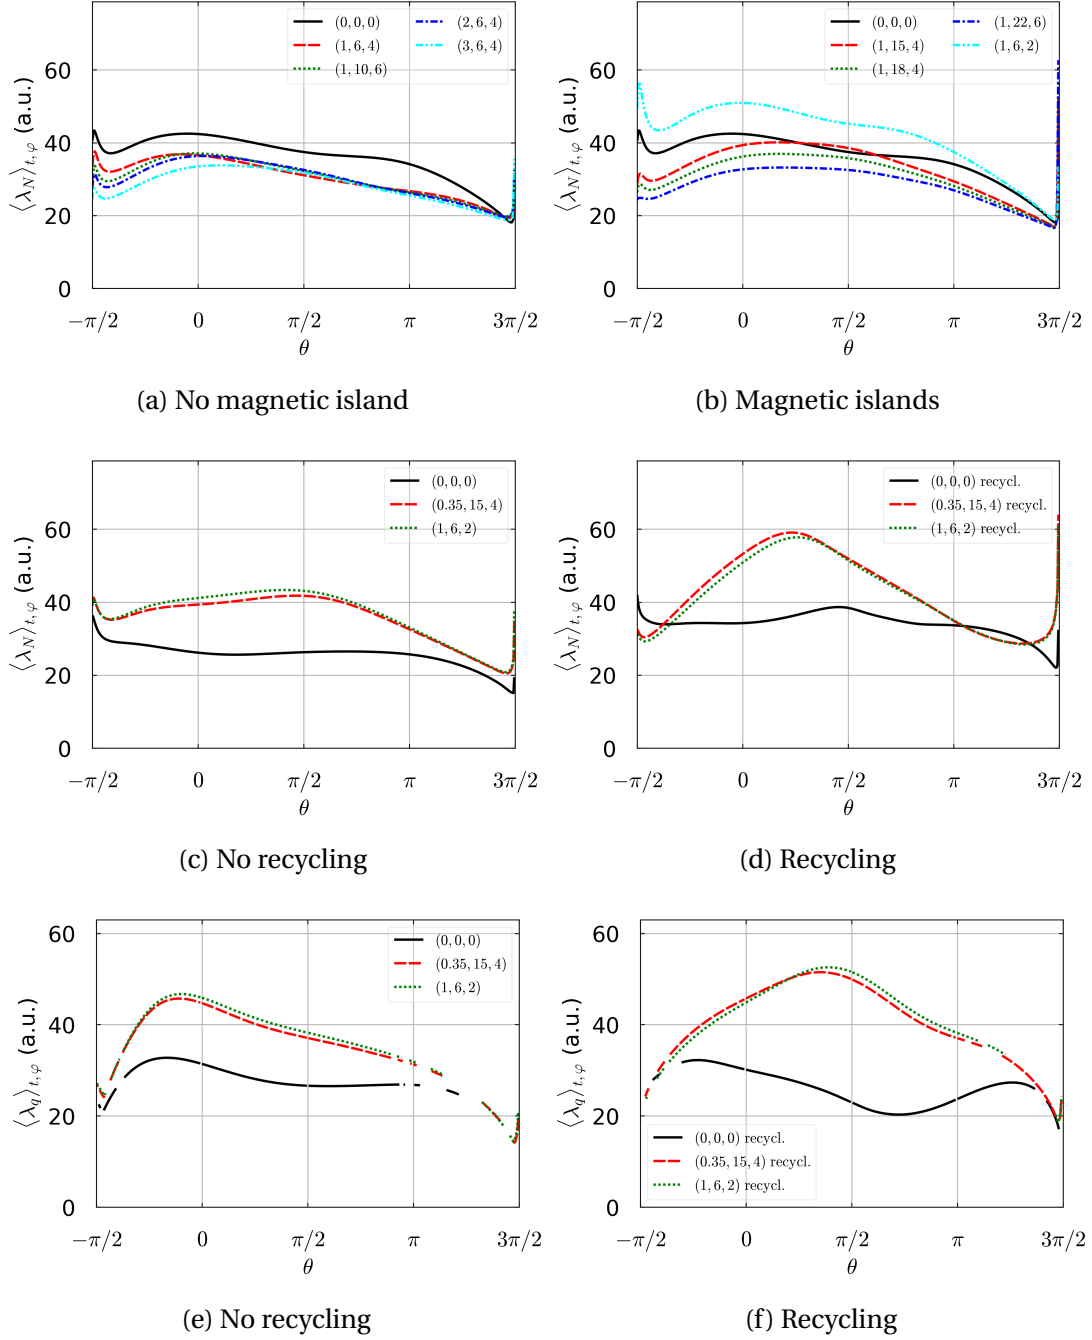 (0, 0, 0)
(1, 6, 4)
(1, 10, 6)
(2, 6, 4)
(3, 6, 4)
⟨λ_N⟩_{t,φ} (a.u.)
60
40
20
0
−π/2 0 π/2 π 3π/2
θ
(a) No magnetic island
(0, 0, 0)
(1, 15, 4)
(1, 18, 4)
(1, 22, 6)
(1, 6, 2)
⟨λ_N⟩_{t,φ} (a.u.)
60
40
20
0
−π/2 0 π/2 π 3π/2
θ
(b) Magnetic islands
(0, 0, 0)
(0.35, 15, 4)
(1, 6, 2)
⟨λ_N⟩_{t,φ} (a.u.)
60
40
20
0
−π/2 0 π/2 π 3π/2
θ
(c) No recycling
(0, 0, 0) recycl.
(0.35, 15, 4) recycl.
(1, 6, 2) recycl.
⟨λ_N⟩_{t,φ} (a.u.)
60
40
20
0
−π/2 0 π/2 π 3π/2
θ
(d) Recycling
(0, 0, 0)
(0.35, 15, 4)
(1, 6, 2)
⟨λ_q⟩_{t,φ} (a.u.)
60
40
20
0
−π/2 0 π/2 π 3π/2
θ
(e) No recycling
(0, 0, 0) recycl.
(0.35, 15, 4) recycl.
(1, 6, 2) recycl.
⟨λ_q⟩_{t,φ} (a.u.)
60
40
20
0
−π/2 0 π/2 π 3π/2
θ
(f) Recycling